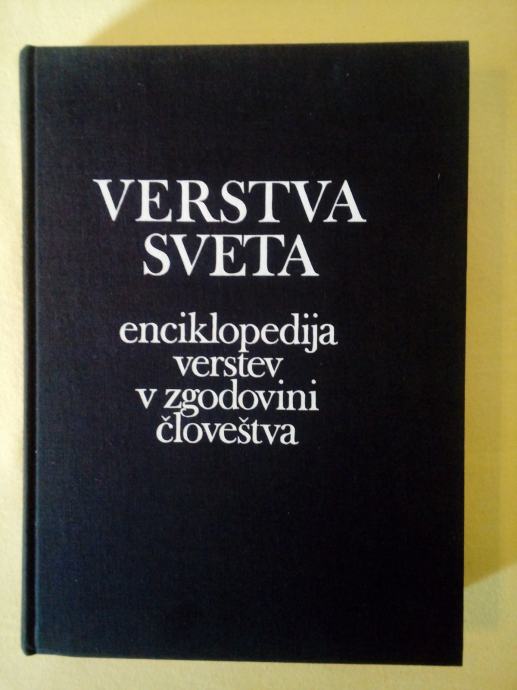 VERSTVA
SVETA
enciklopedija
verstev
v zgodovini
človeštva